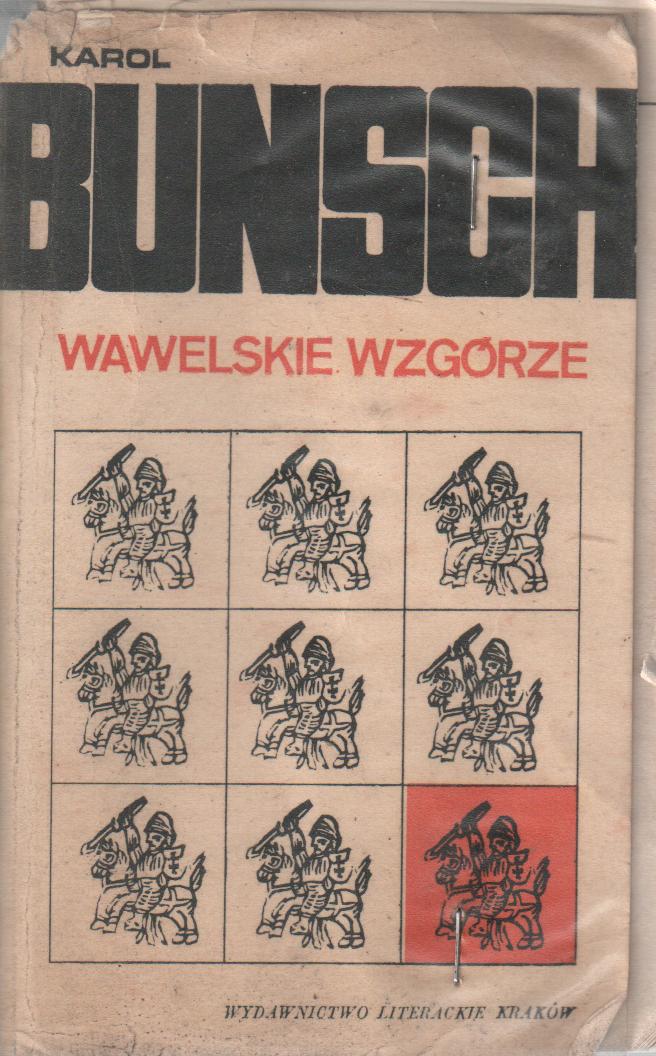 KAROL
BUNSCH
WAWELSKIE WZGÓRZE
WYDAWNICTWO LITERACKIE KRAKÓW